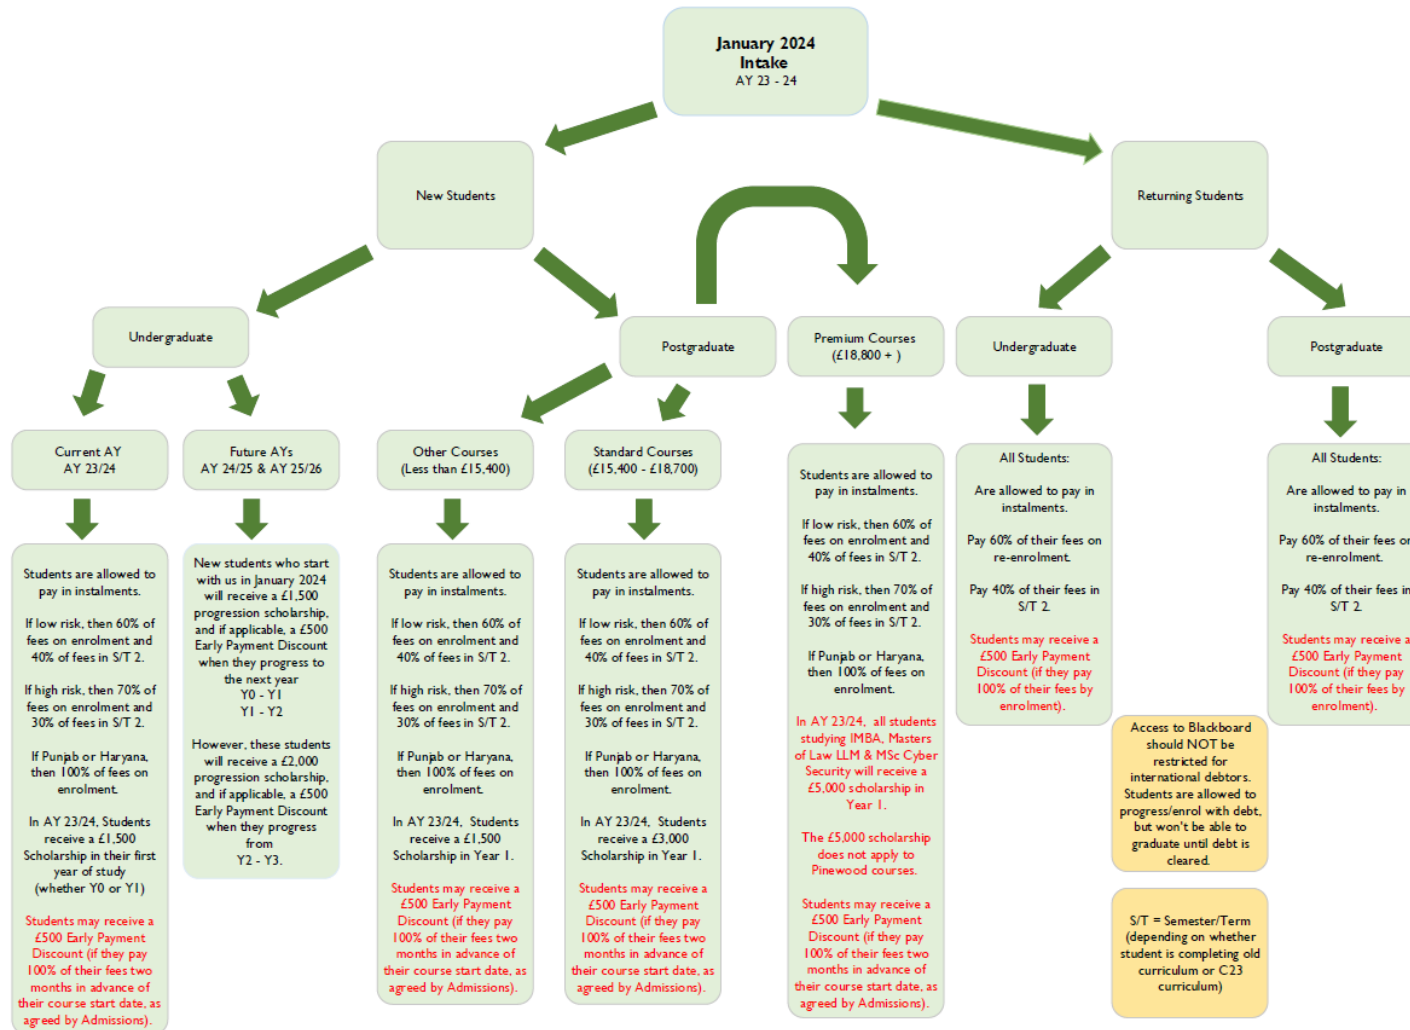 January 2024
Intake
AY 23 - 24
New Students
Returning Students
Undergraduate
Postgraduate
Premium Courses
(£18,800 + )
Undergraduate
Postgraduate
Current AY
AY 23/24
Future AYs
AY 24/25 & AY 25/26
Other Courses
(Less than £15,400)
Standard Courses
(£15,400 - £18,700)
Students are allowed to
pay in instalments.
If low risk, then 60% of
fees on enrolment and
40% of fees in S/T 2.
If high risk, then 70% of
fees on enrolment and
30% of fees in S/T 2.
If Punjab or Haryana,
then 100% of fees on
enrolment.
In AY 23/24, Students
receive a £1,500
Scholarship in their first
year of study
(whether Y0 or Y1)
Students may receive a
£500 Early Payment
Discount (if they pay
100% of their fees two
months in advance of
their course start date, as
agreed by Admissions).
New students who start
with us in January 2024
will receive a £1,500
progression scholarship,
and if applicable, a £500
Early Payment Discount
when they progress to
the next year
Y0 - Y1
Y1 - Y2
However, these students
will receive a £2,000
progression scholarship,
and if applicable, a £500
Early Payment Discount
when they progress
from
Y2 - Y3.
Students are allowed to
pay in instalments.
If low risk, then 60% of
fees on enrolment and
40% of fees in S/T 2.
If high risk, then 70% of
fees on enrolment and
30% of fees in S/T 2.
If Punjab or Haryana,
then 100% of fees on
enrolment.
In AY 23/24, Students
receive a £1,500
Scholarship in Year 1.
Students may receive a
£500 Early Payment
Discount (if they pay
100% of their fees two
months in advance of
their course start date, as
agreed by Admissions).
Students are allowed to
pay in instalments.
If low risk, then 60% of
fees on enrolment and
40% of fees in S/T 2.
If high risk, then 70% of
fees on enrolment and
30% of fees in S/T 2.
If Punjab or Haryana,
then 100% of fees on
enrolment.
In AY 23/24, Students
receive a £3,000
Scholarship in Year 1.
Students may receive a
£500 Early Payment
Discount (if they pay
100% of their fees two
months in advance of
their course start date, as
agreed by Admissions).
Students are allowed to
pay in instalments.
If low risk, then 60% of
fees on enrolment and
40% of fees in S/T 2.
If high risk, then 70% of
fees on enrolment and
30% of fees in S/T 2.
If Punjab or Haryana,
then 100% of fees on
enrolment.
In AY 23/24, all students
studying IMBA, Masters
of Law LLM & MSc Cyber
Security will receive a
£5,000 scholarship in
Year 1.
The £5,000 scholarship
does not apply to
Pinewood courses.
Students may receive a
£500 Early Payment
Discount (if they pay
100% of their fees two
months in advance of
their course start date, as
agreed by Admissions).
All Students:
Are allowed to pay in
instalments.
Pay 60% of their fees on
re-enrolment.
Pay 40% of their fees in
S/T 2.
Students may receive a
£500 Early Payment
Discount (if they pay
100% of their fees by
enrolment).
All Students:
Are allowed to pay in
instalments.
Pay 60% of their fees on
re-enrolment.
Pay 40% of their fees in
S/T 2.
Students may receive a
£500 Early Payment
Discount (if they pay
100% of their fees by
enrolment).
Access to Blackboard
should NOT be
restricted for
international debtors.
Students are allowed to
progress/enrol with debt,
but won't be able to
graduate until debt is
cleared.
S/T = Semester/Term
(depending on whether
student is completing old
curriculum or C23
curriculum)